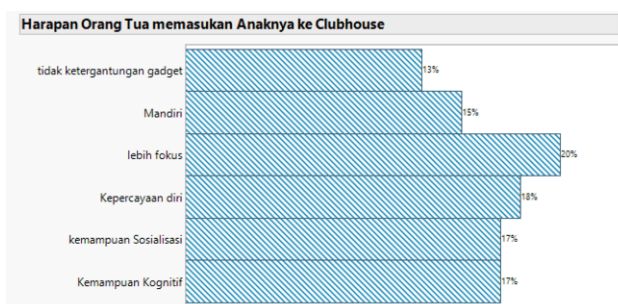 Harapan Orang Tua memasukan Anaknya ke Clubhouse
tidak ketergantungan gadget 13%
Mandiri 15%
lebih fokus 20%
Kepercayaan diri 18%
kemampuan Sosialisasi 17%
Kemampuan Kognitif 17%